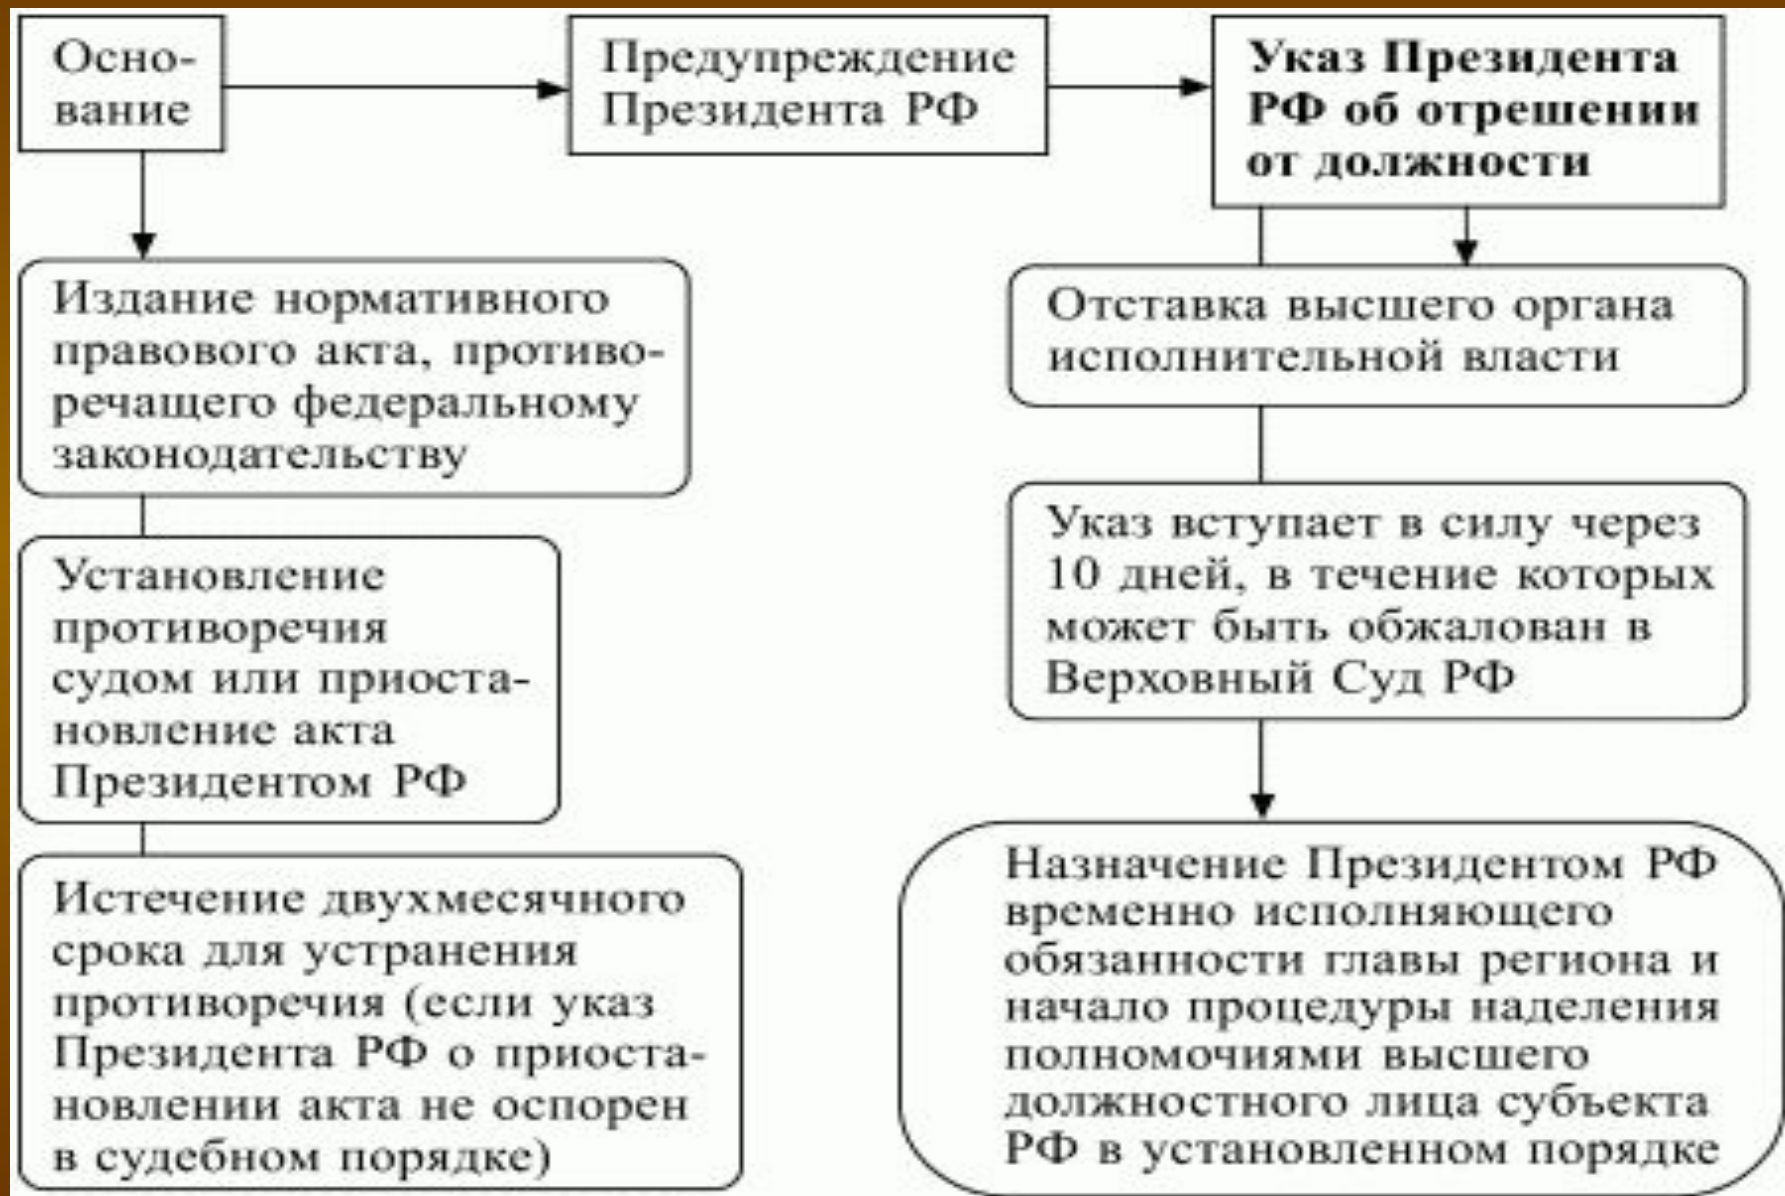 Осно-
вание
Предупреждение
Президента РФ
Указ Президента
РФ об отрешении
от должности
Издание нормативного
правового акта, противо-
речащего федеральному
законодательству
Установление
противоречия
судом или приоста-
новление акта
Президентом РФ
Истечение двухмесячного
срока для устранения
противоречия (если указ
Президента РФ о приоста-
новлении акта не оспорен
в судебном порядке)
Отставка высшего органа
исполнительной власти
Указ вступает в силу через
10 дней, в течение которых
может быть обжалован в
Верховный Суд РФ
Назначение Президентом РФ
временно исполняющего
обязанности главы региона и
начало процедуры наделения
полномочиями высшего
должностного лица субъекта
РФ в установленном порядке